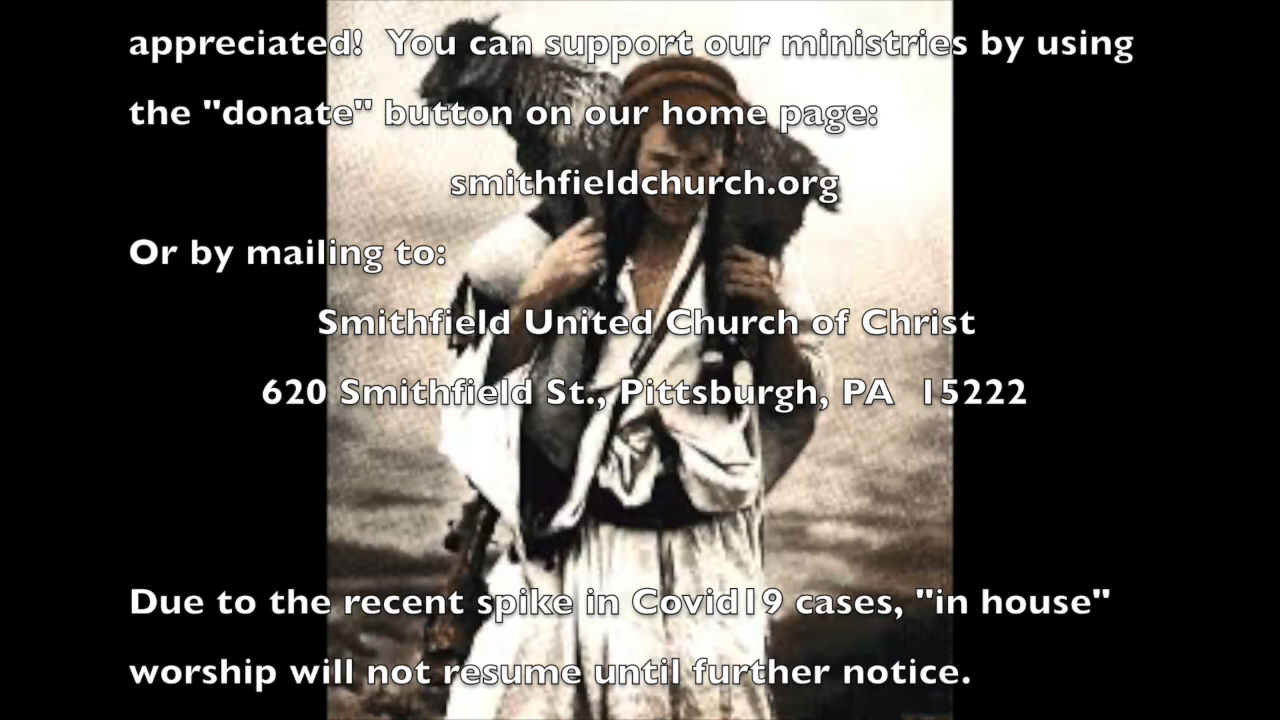 appreciated!  You can support our ministries by using
the "donate" button on our home page:
smithfieldchurch.org
Or by mailing to:
Smithfield United Church of Christ
620 Smithfield St., Pittsburgh, PA  15222
Due to the recent spike in Covid19 cases, "in house"
worship will not resume until further notice.